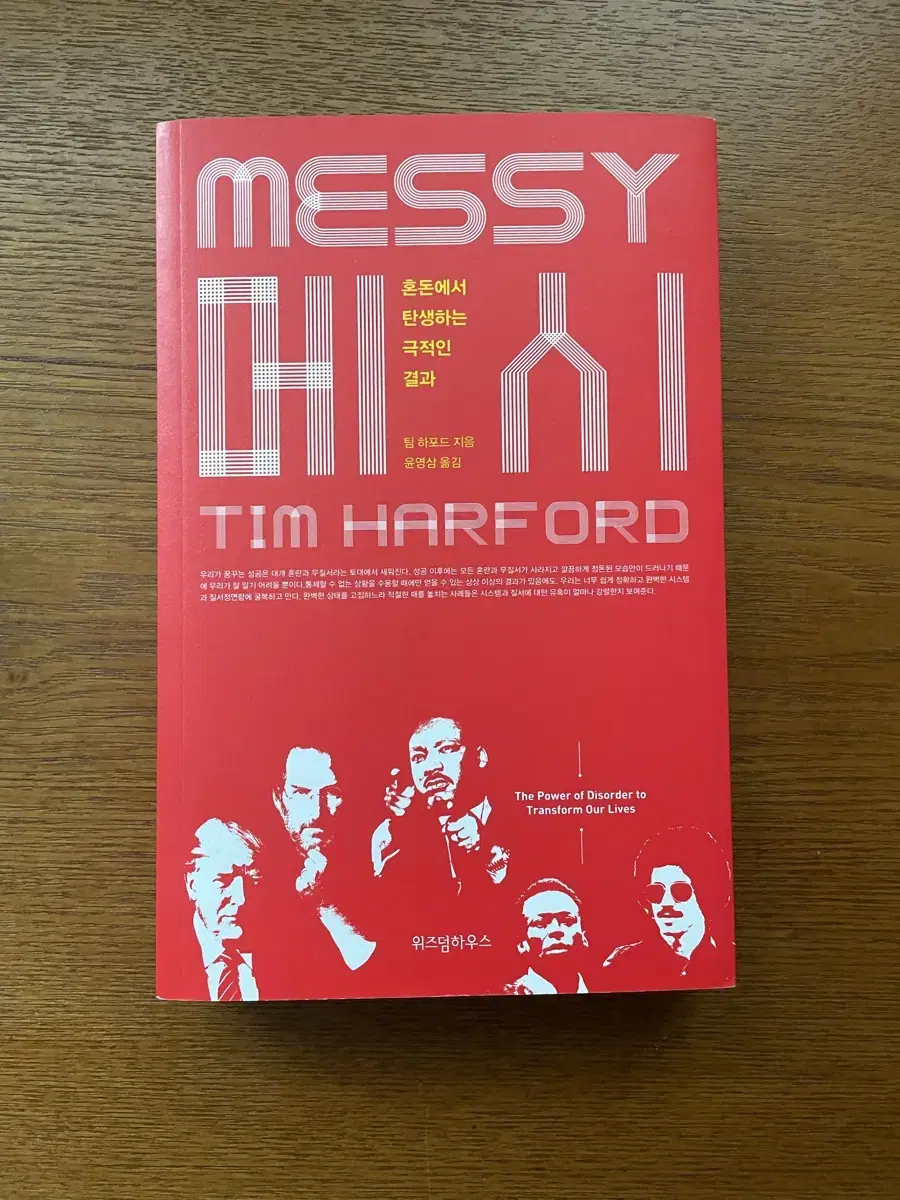 MESSY
메시
혼돈에서
탄생하는
극적인
결과
팀 하포드 지음
윤영삼 옮김
TIM HARFORD
우리가 꿈꾸는 성공은 대개 혼란과 무질서라는 토대에서 세워진다. 성공 이후에는 모든 혼란과 무질서가 사라지고 깔끔하게 정돈된 모습만이 드러나기 때문
에 우리가 잘 알기 어려울 뿐이다.통제할 수 없는 상황을 수용할 때에만 얻을 수 있는 상상 이상의 결과가 있음에도, 우리는 너무 쉽게 정확하고 완벽한 시스템
과 질서정연함에 굴복하고 만다. 완벽한 상태를 고집하느라 적절한 때를 놓치는 사례들은 시스템과 질서에 대한 유혹이 얼마나 강렬한지 보여준다.
The Power of Disorder to
Transform Our Lives
위즈덤하우스